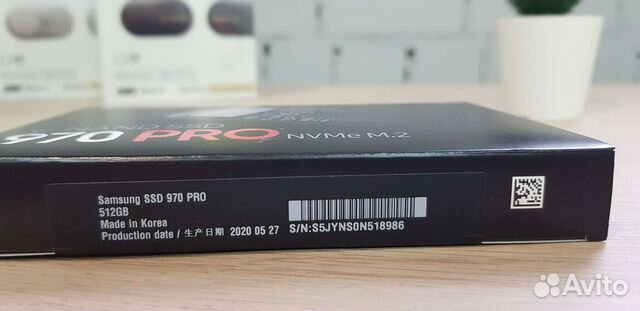 970 PRO NVMe M.2
Samsung SSD 970 PRO
512GB
Made in Korea
Production date / 生产日期 2020 05 27
S/N:S5JYNS0N518986
Avito